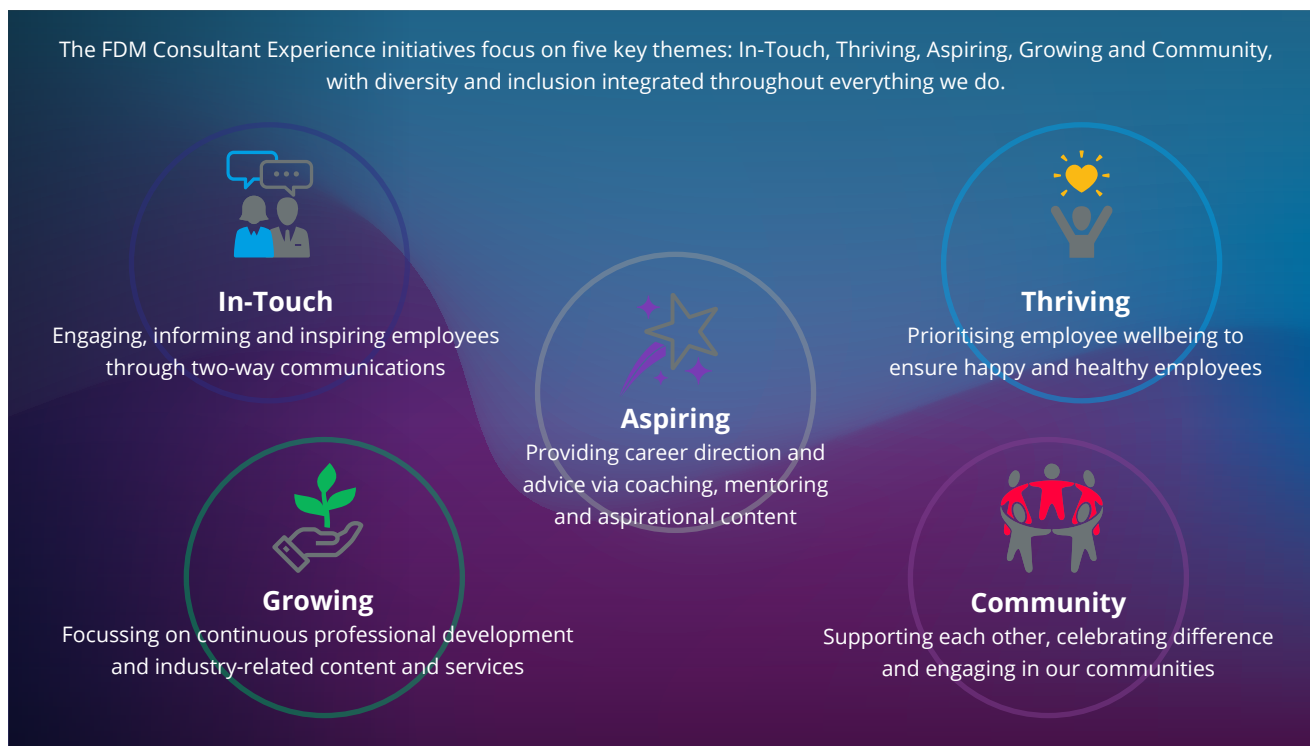 The FDM Consultant Experience initiatives focus on five key themes: In-Touch, Thriving, Aspiring, Growing and Community,
with diversity and inclusion integrated throughout everything we do.
In-Touch
Engaging, informing and inspiring employees
through two-way communications
Thriving
Prioritising employee wellbeing to
ensure happy and healthy employees
Aspiring
Providing career direction and
advice via coaching, mentoring
and aspirational content
Growing
Focussing on continuous professional development
and industry-related content and services
Community
Supporting each other, celebrating difference
and engaging in our communities